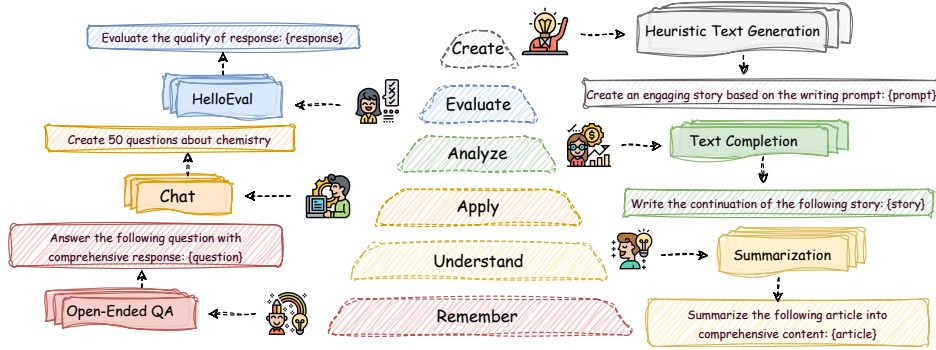 Create
Heuristic Text Generation
Evaluate the quality of response: {response}
Create an engaging story based on the writing prompt: {prompt}
HelloEval
Evaluate
Create 50 questions about chemistry
Analyze
Text Completion
Chat
Apply
Write the continuation of the following story: {story}
Answer the following question with
comprehensive response: {question}
Understand
Summarization
Open-Ended QA
Remember
Summarize the following article into
comprehensive content: {article}